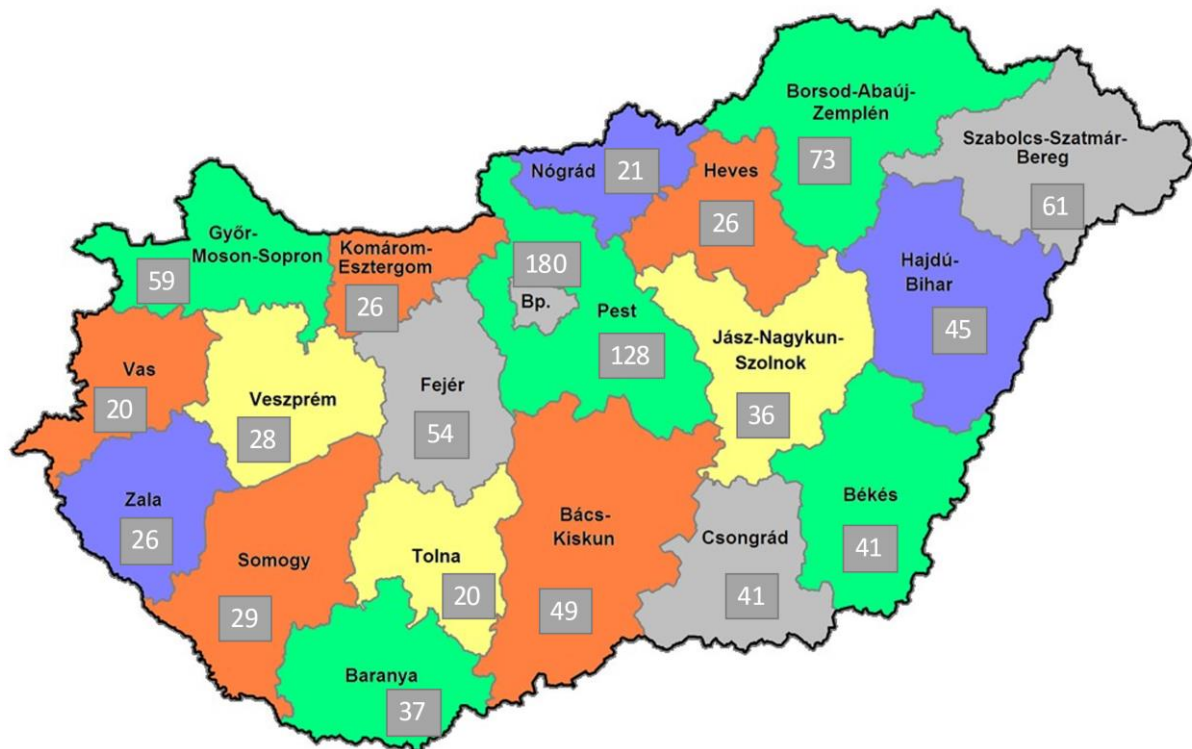 Borsod-Abaúj-
Zemplén
73
Szabolcs-Szatmár-
Bereg
61
Nógrád
21
Heves
26
Győr-
Moson-Sopron
59
Komárom-
Esztergom
26
180
Bp.
Pest
128
Hajdú-
Bihar
45
Jász-Nagykun-
Szolnok
36
Vas
20
Veszprém
28
Fejér
54
Zala
26
Somogy
29
Tolna
20
Bács-
Kiskun
49
Csongrád
41
Békés
41
Baranya
37